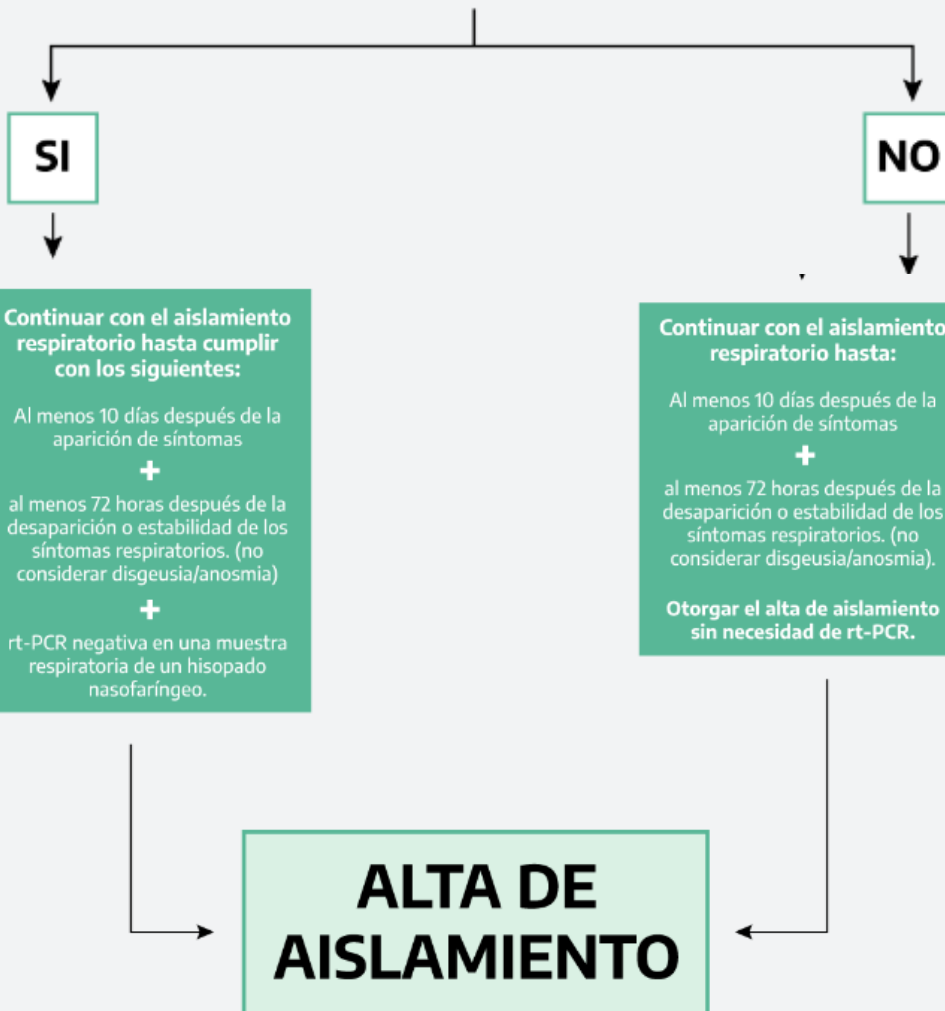 SI
NO
Continuar con el aislamiento
respiratorio hasta cumplir
con los siguientes:
Al menos 10 días después de la
aparición de síntomas
+
al menos 72 horas después de la
desaparición o estabilidad de los
síntomas respiratorios. (no
considerar disgeusia/anosmia)
+
rt-PCR negativa en una muestra
respiratoria de un hisopado
nasofaríngeo.
Continuar con el aislamiento
respiratorio hasta:
Al menos 10 días después de la
aparición de síntomas
+
al menos 72 horas después de la
desaparición o estabilidad de los
síntomas respiratorios. (no
considerar disgeusia/anosmia).
Otorgar el alta de aislamiento
sin necesidad de rt-PCR.
ALTA DE
AISLAMIENTO